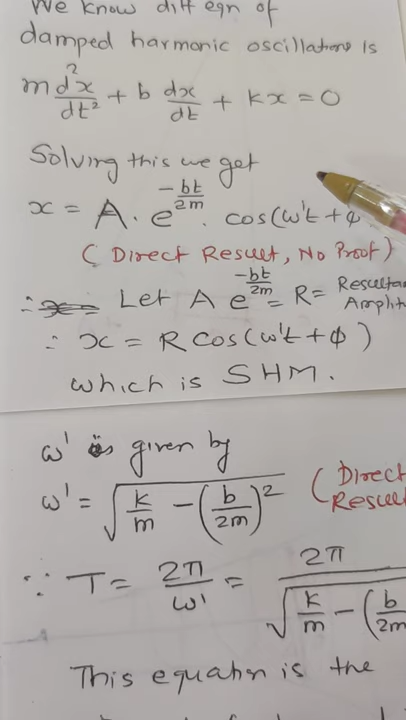 We know diff eqn of
damped harmonic oscillations is
m d²x/dt² + b dx/dt + kx = 0
Solving this we get
x = A. e^(-bt/2m). cos(ω't + ϕ
( Direct Result, No Proof)
∴ Let A e^(-bt/2m) = R =
∴ x = R cos(ω't + ϕ)
which is SHM.
ω' is given by
ω' = √(k/m - (b/2m)²) (Direct
∵ T = 2π/ω' = 2π/√(k/m - (b/2m
This equation is the